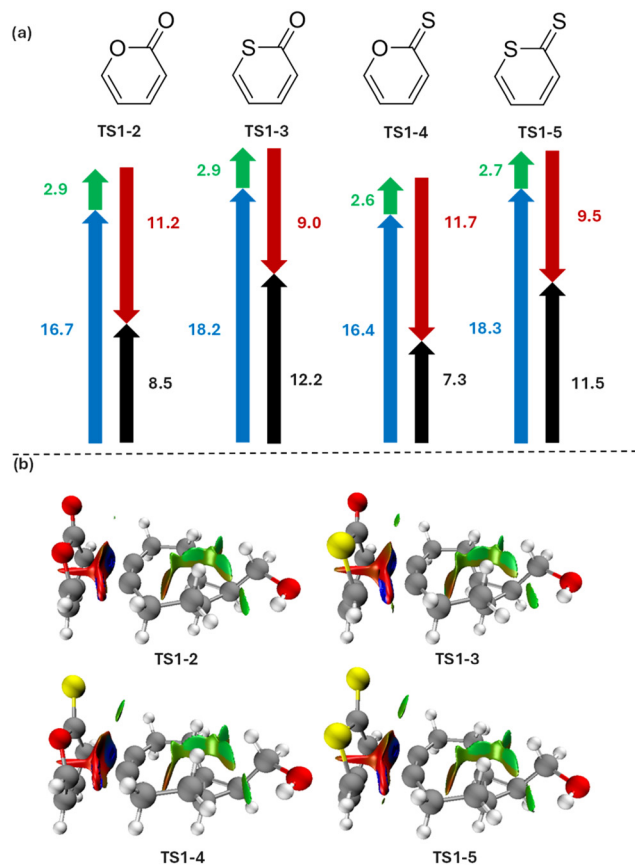 (a)
O O
S O
O S
S S
TS1-2 TS1-3 TS1-4 TS1-5
2.9 11.2 2.9 9.0 2.6 11.7 2.7 9.5
16.7 8.5 18.2 12.2 16.4 7.3 18.3 11.5
(b)
TS1-2 TS1-3
TS1-4 TS1-5